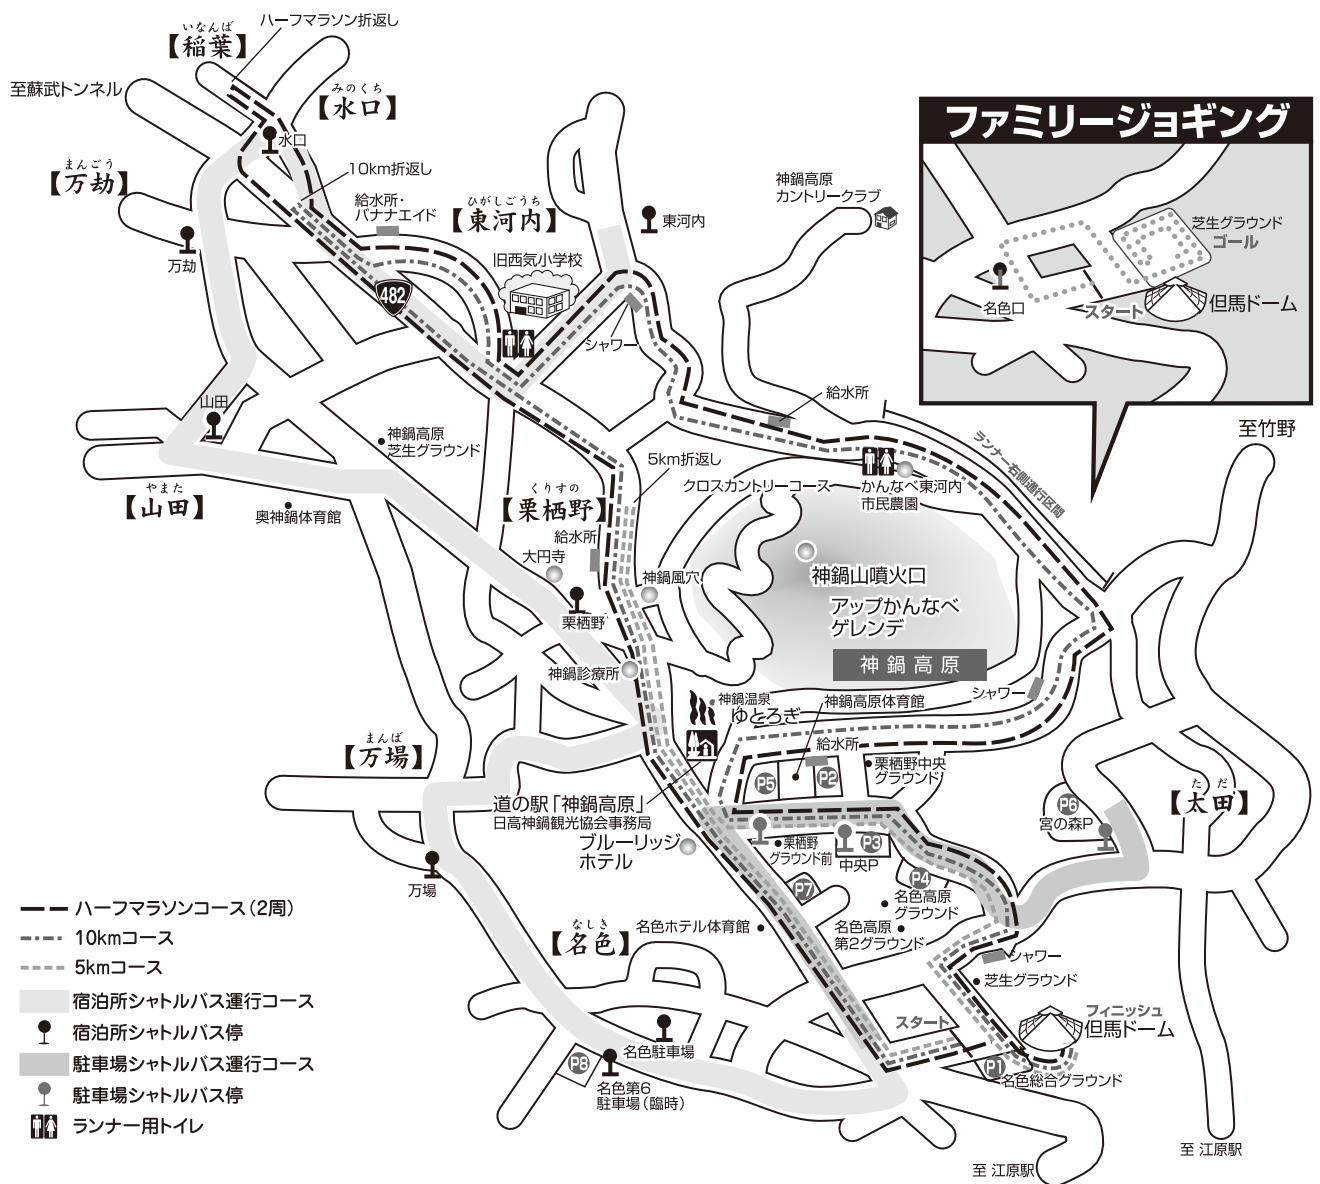 いなんば
【稲葉】
ハーフマラソン折返し
至蘇武トンネル
みのくち
【水口】
水口
まんごう
【万劫】
万劫
10km折返し
給水所・
バナナエイド
ひがしごうち
【東河内】
東河内
旧西気小学校
482
シャワー
神鍋高原
カントリークラブ
ファミリージョギング
芝生グラウンド
ゴール
名色口
スタート
但馬ドーム
至竹野
給水所
ランナー右側通行区間
山田
やまた
【山田】
神鍋高原
芝生グラウンド
奥神鍋体育館
5km折返し
クロスカントリーコース
かんなべ東河内
市民農園
くりすの
【栗栖野】
給水所
大円寺
栗栖野
神鍋風穴
神鍋山噴火口
アップかんなべ
ゲレンデ
神鍋高原
神鍋診療所
シャワー
神鍋温泉
ゆとろぎ
神鍋高原体育館
給水所
栗栖野中央
グラウンド
P5
P2
まんば
【万場】
万場
道の駅「神鍋高原」
日高神鍋観光協会事務局
ブルーリッジ
ホテル
栗栖野
グラウンド前
中央P
P3
P4
P7
名色高原
グラウンド
名色高原
第2グラウンド
P6
宮の森P
ただ
【太田】
なしき
【名色】
名色ホテル体育館
シャワー
芝生グラウンド
スタート
フィニッシュ
但馬ドーム
P1
名色総合グラウンド
名色駐車場
P8
名色第6
駐車場（臨時）
至 江原駅
至 江原駅
ハーフマラソンコース（2周）
10kmコース
5kmコース
宿泊所シャトルバス運行コース
宿泊所シャトルバス停
駐車場シャトルバス運行コース
駐車場シャトルバス停
ランナー用トイレ